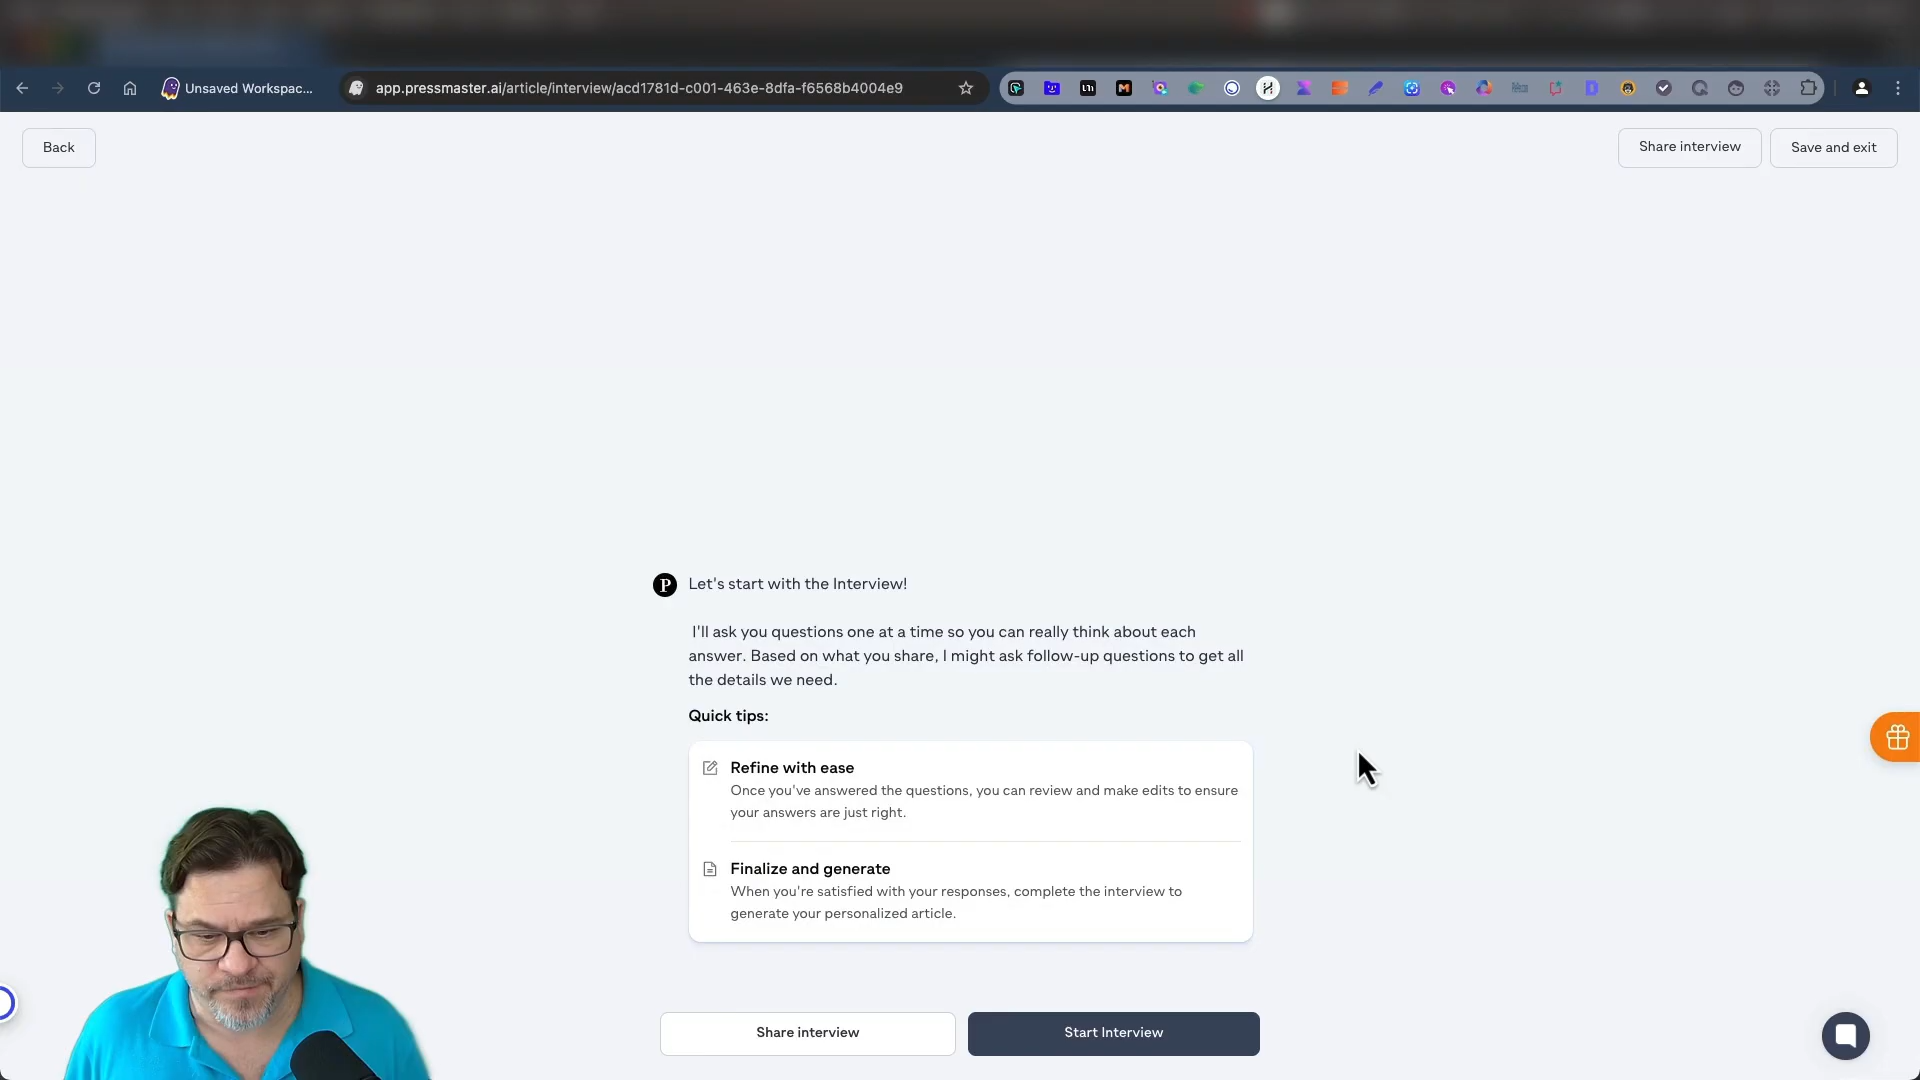 Unsaved Workspac...
app.pressmaster.ai/article/interview/acd1781d-c001-463e-8dfa-f6568b4004e9
Back
Share interview
Save and exit
P
Let's start with the Interview!
I'll ask you questions one at a time so you can really think about each
answer. Based on what you share, I might ask follow-up questions to get all
the details we need.
Quick tips:
Refine with ease
Once you've answered the questions, you can review and make edits to ensure
your answers are just right.
Finalize and generate
When you're satisfied with your responses, complete the interview to
generate your personalized article.
Share interview
Start Interview